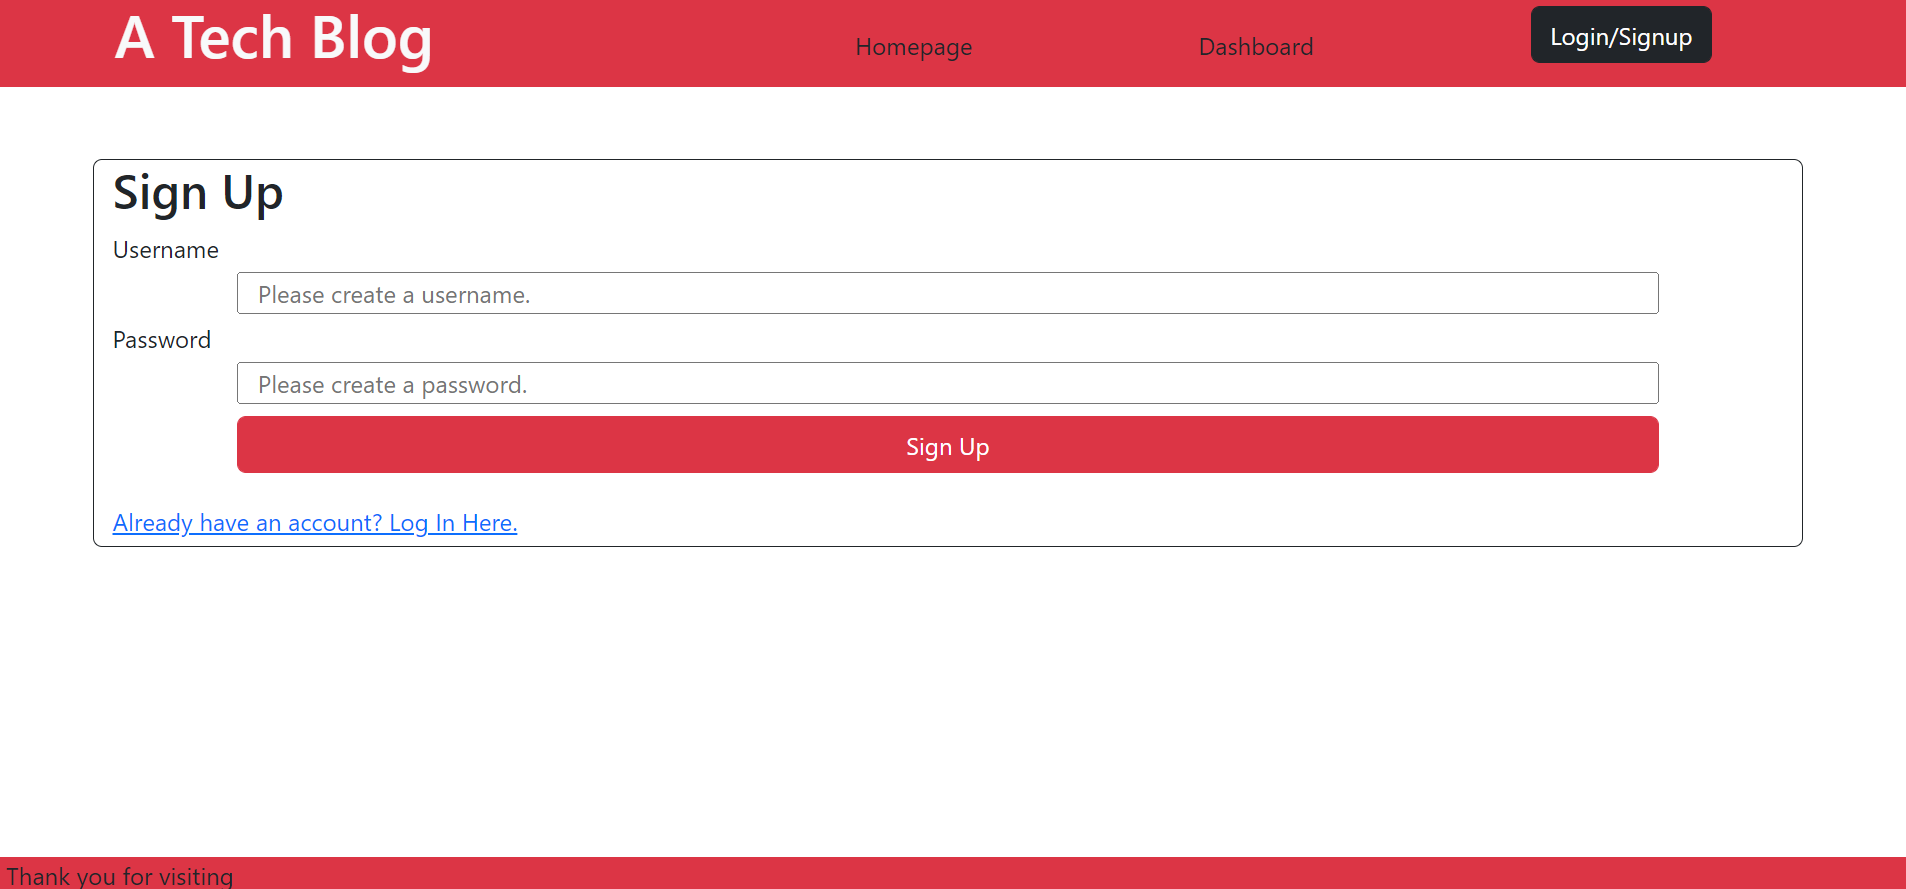 A Tech Blog
Homepage
Dashboard
Login/Signup
Sign Up
Username
Please create a username.
Password
Please create a password.
Sign Up
Already have an account? Log In Here.
Thank you for visiting